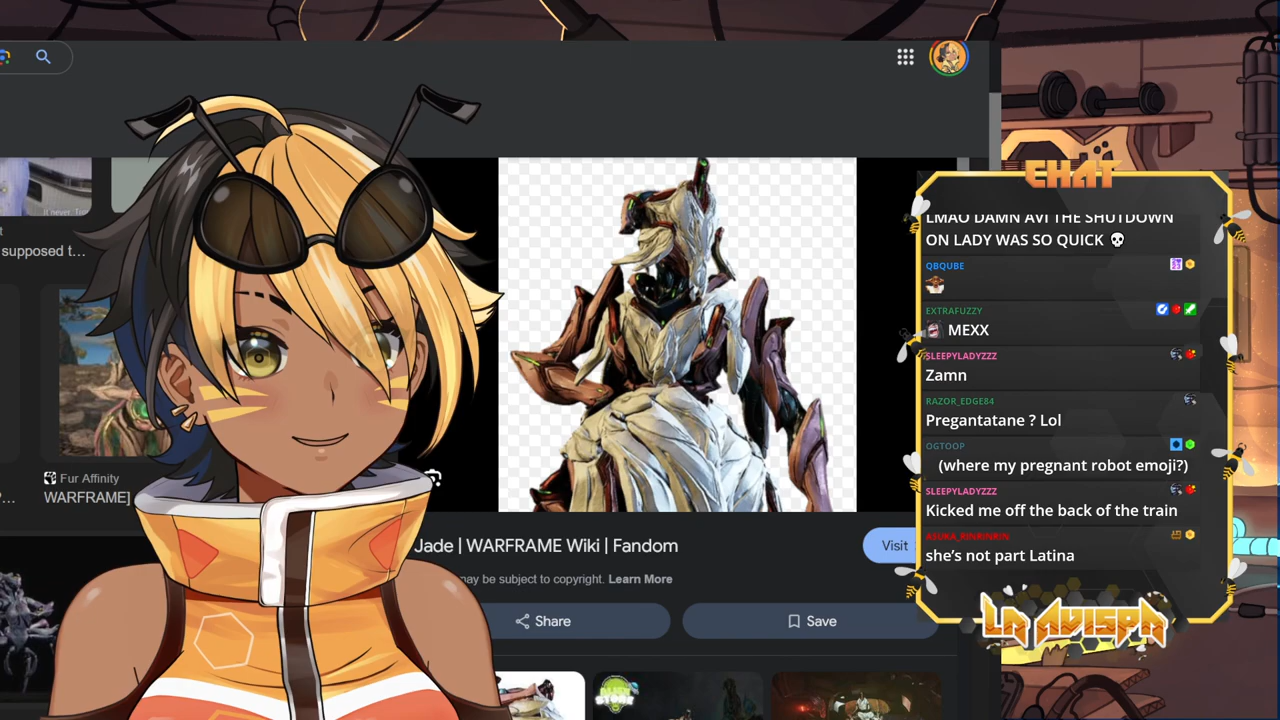 It never: far
t
supposed t...
Fur Affinity
...
WARFRAME]
Jade | WARFRAME Wiki | Fandom
Visit
may be subject to copyright. Learn More
Share
Save
CHAT
LMAO DAMN AVI THE SHUTDOWN
ON LADY WAS SO QUICK 💀
QBQUBE
EXTRAFUZZY
MEXX
SLEEPYLADYZZZ
Zamn
RAZOR_EDGE84
Pregantatane ? Lol
OGTOOP
(where my pregnant robot emoji?)
SLEEPYLADYZZZ
Kicked me off the back of the train
ASUKA_RINRINRIN
she’s not part Latina
LA AVISPA